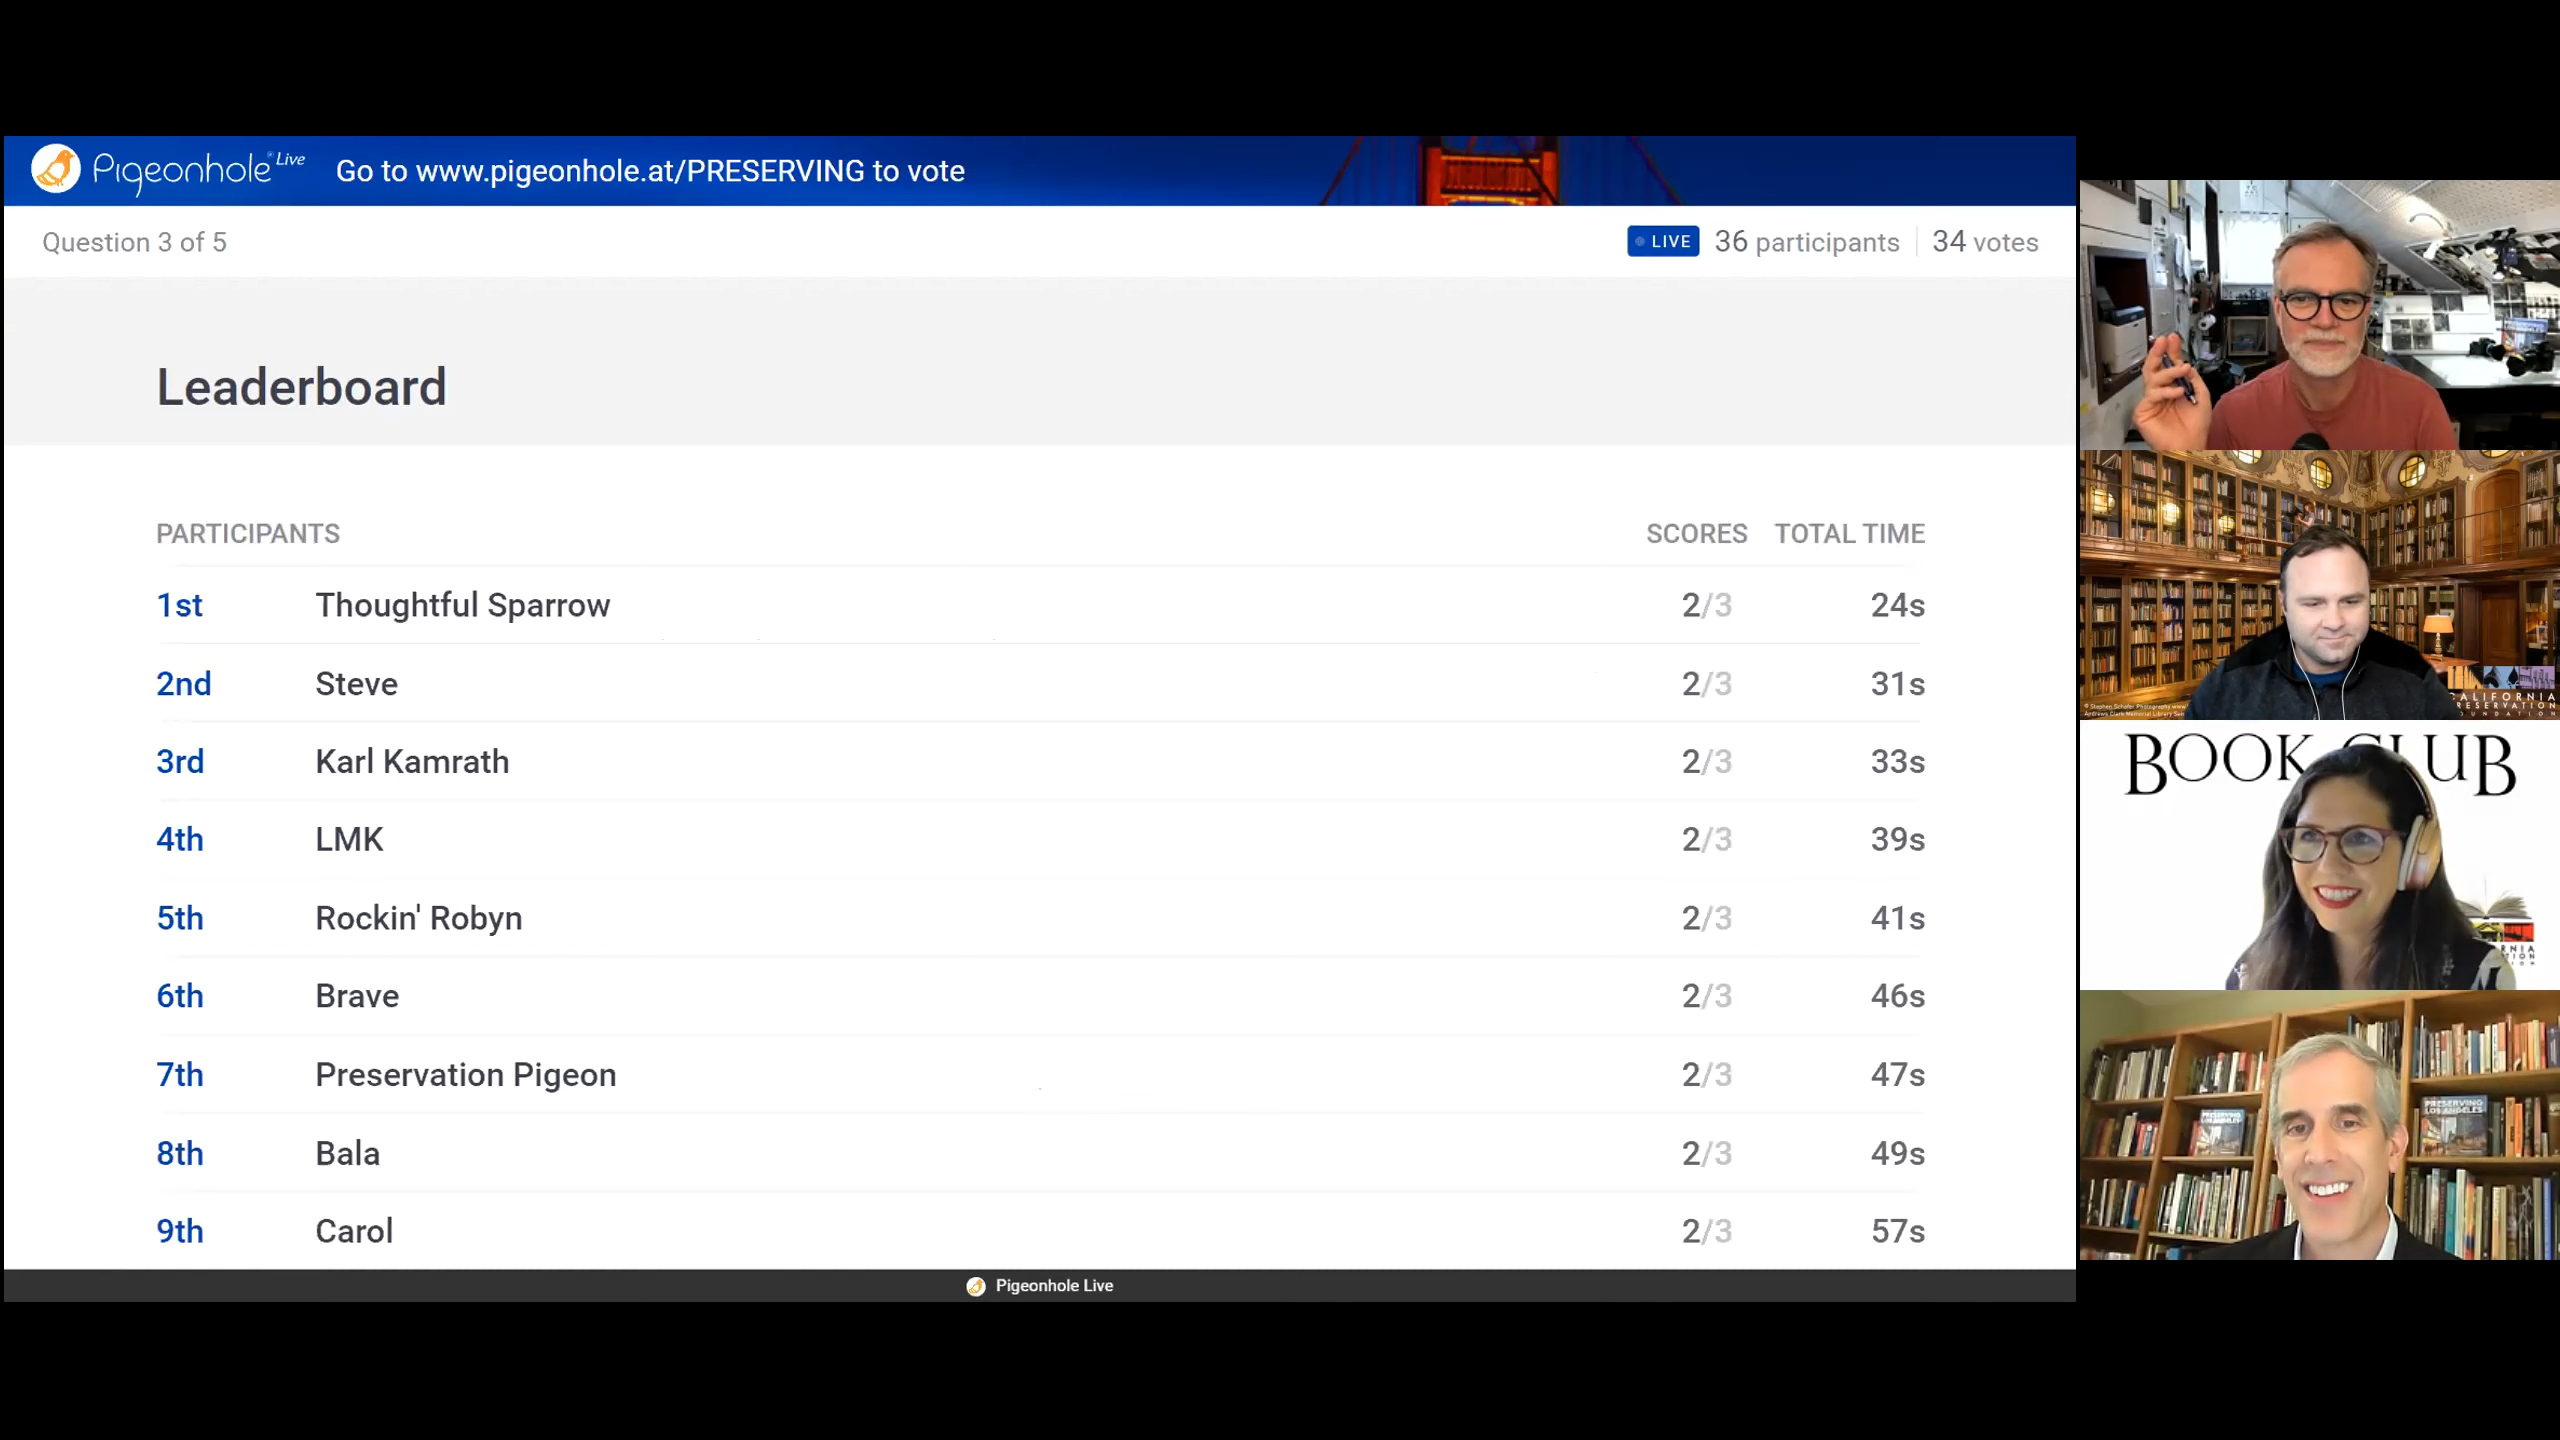 Pigeonhole Live
Go to www.pigeonhole.at/PRESERVING to vote
Question 3 of 5
LIVE 36 participants 34 votes
Leaderboard
PARTICIPANTS SCORES TOTAL TIME
1st Thoughtful Sparrow 2/3 24s
2nd Steve 2/3 31s
3rd Karl Kamrath 2/3 33s
4th LMK 2/3 39s
5th Rockin' Robyn 2/3 41s
6th Brave 2/3 46s
7th Preservation Pigeon 2/3 47s
8th Bala 2/3 49s
9th Carol 2/3 57s
Pigeonhole Live
BOOK
PRESERVING
LOS ANGELES